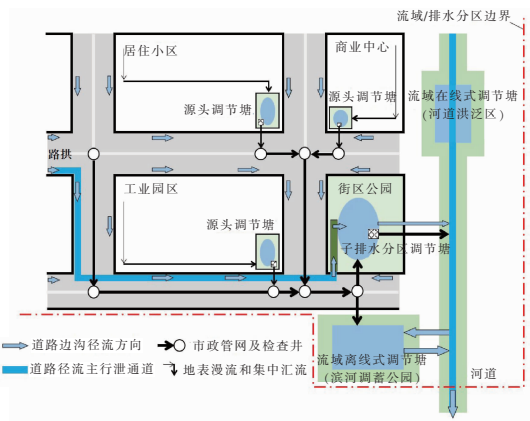 流域/排水分区边界
居住小区
商业中心
源头调节塘
源头调节塘
流域在线式调节塘
(河道洪泛区)
路拱
工业园区
街区公园
源头调节塘
子排水分区调节塘
道路边沟径流方向
市政管网及检查井
流域离线式调节塘
(滨河调蓄公园)
道路径流主行泄通道
地表漫流和集中汇流
河道